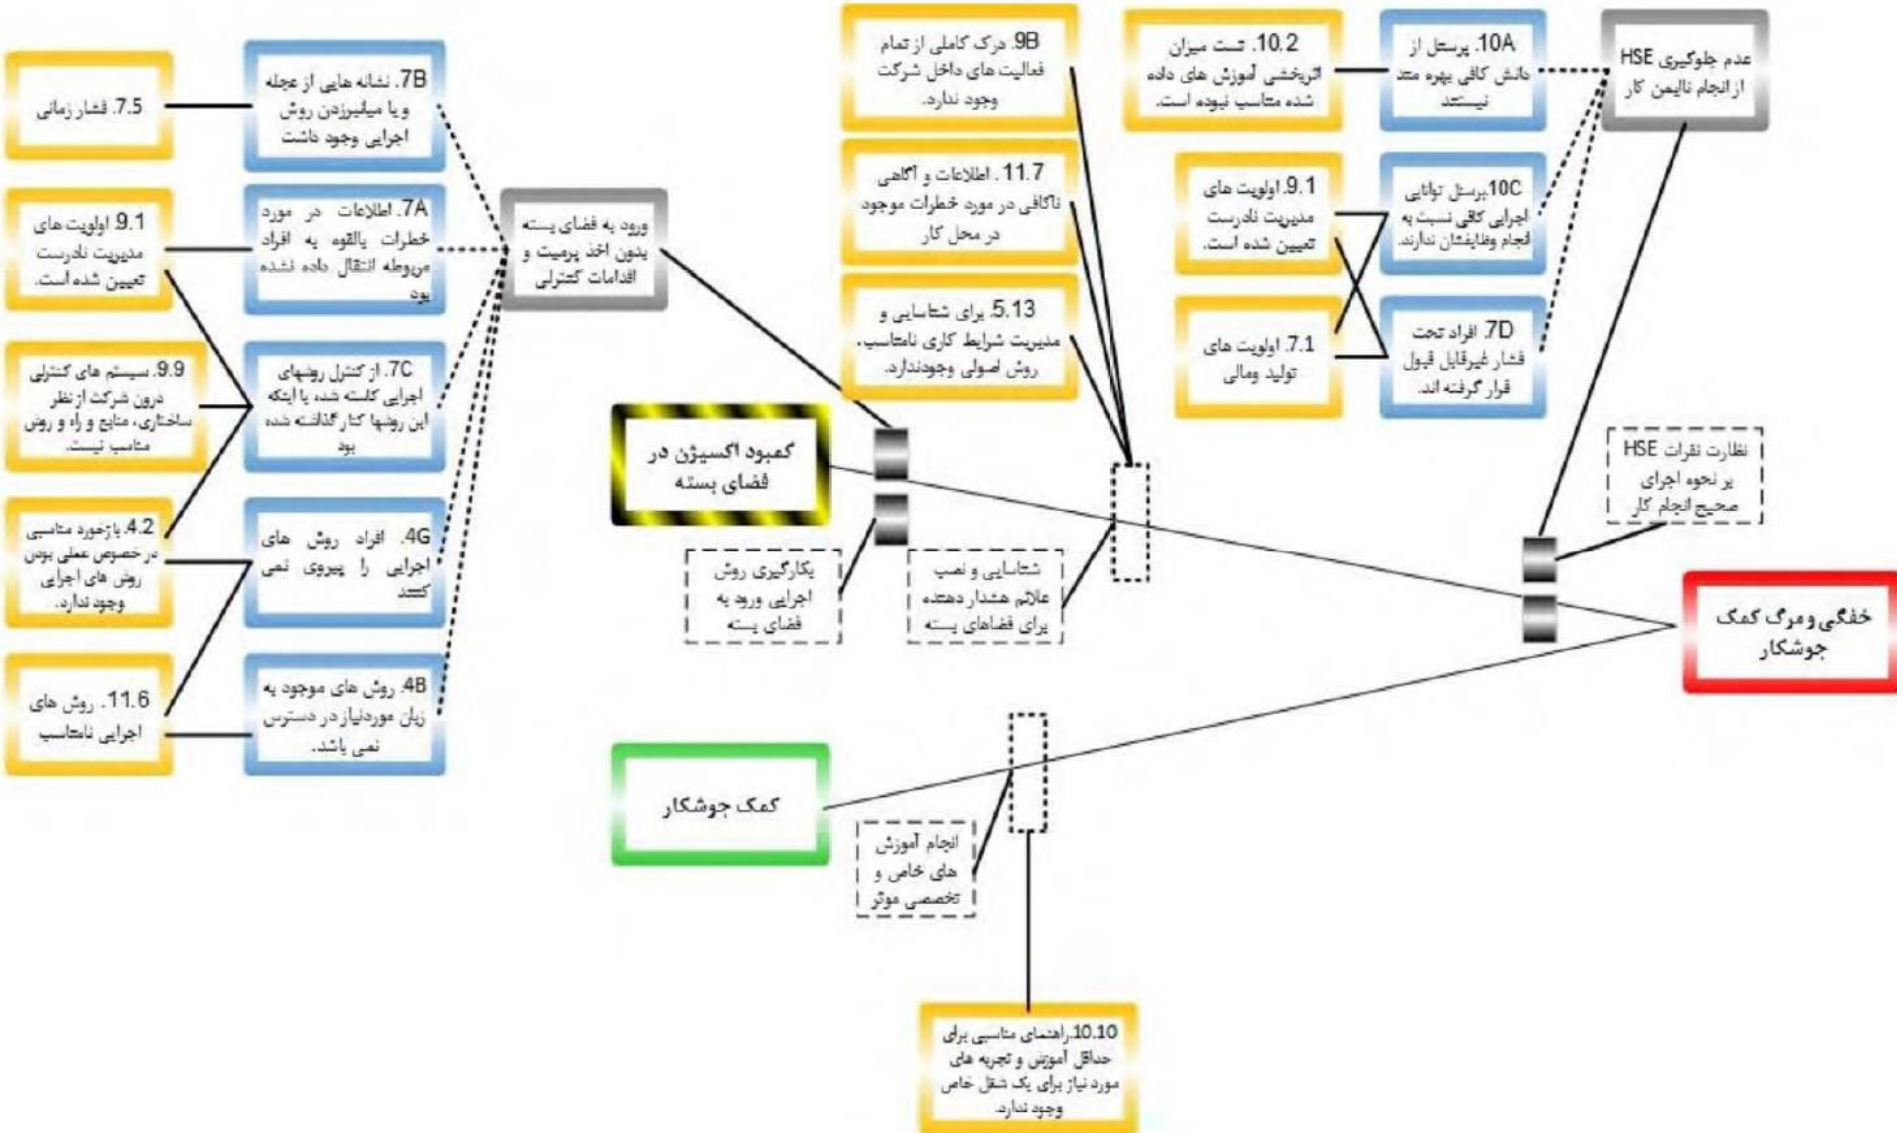 7B. نشانه هایی از عجله
و یا میانبرزدن روش
اجرایی وجود داشت
7.5. فشار زمانی
7A. اطلاعات در مورد
خطرات بالقوه به افراد
مربوطه انتقال داده نشده
بود
9.1. اولویت های
مدیریت نادرست
تعیین شده است.
7C. از کنترل روشهای
اجرایی کاسته شده یا اینکه
این روشها کنار گذاشته شده
بود
9.9. سیستم های کنترلی
درون شرکت از نظر
ساختاری، منابع و راه و روش
مناسب نیست.
4G. افراد روش های
اجرایی را پیروی نمی
کنند
4.2. بازخورد مناسبی
در خصوص عملی بودن
روش های اجرایی
وجود ندارد.
4B. روش های موجود به
زبان موردنیاز در دسترس
نمی باشد.
11.6. روش های
اجرایی نامناسب
ورود به فضای بسته
بدون اخذ پرمیت و
اقدامات کنترلی
9B. درک کاملی از تمام
فعالیت های داخل شرکت
وجود ندارد.
11.7. اطلاعات و آگاهی
ناکافی در مورد خطرات موجود
در محل کار
5.13. برای شناسایی و
مدیریت شرایط کاری نامناسب،
روش اصولی وجودندارد.
عدم جلوگیری HSE
از انجام ناایمن کار
10A. پرسنل از
دانش کافی بهره مند
نیستند
10.2. تست میزان
اثربخشی آموزش های داده
شده مناسب نبوده است.
10C.پرسنل توانایی
اجرایی کافی نسبت به
انجام وظایفشان ندارند.
9.1. اولویت های
مدیریت نادرست
تعیین شده است.
7D. افراد تحت
فشار غیرقابل قبول
قرار گرفته اند.
7.1. اولویت های
تولید ومالی
کمبود اکسیژن در
فضای بسته
بکارگیری روش
اجرایی ورود به
فضای بسته
شناسایی و نصب
علائم هشدار دهنده
برای فضاهای بسته
نظارت نفرات HSE
بر نحوه اجرای
صحیح انجام کار
خفگی و مرگ کمک
جوشکار
کمک جوشکار
انجام آموزش
های خاص و
تخصصی موثر
10.10.راهنمای مناسبی برای
حداقل آموزش و تجربه های
مورد نیاز برای یک شغل خاص
وجود ندارد.